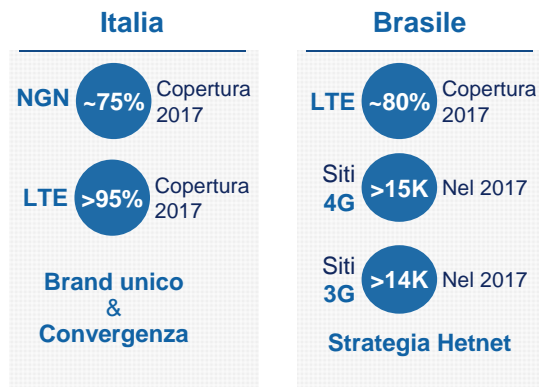 Italia
NGN ~75% Copertura
2017
LTE >95% Copertura
2017
Brand unico
&
Convergenza
Brasile
LTE ~80% Copertura
2017
Siti
4G >15K Nel 2017
Siti
3G >14K Nel 2017
Strategia Hetnet